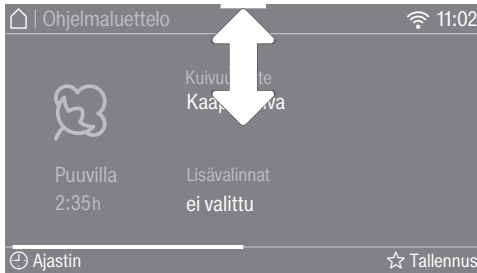 | Ohjelmaluettelo 11:02
Puuvilla
2:35h
Lisävalinnat
ei valittu
Ajastin
Tallennus